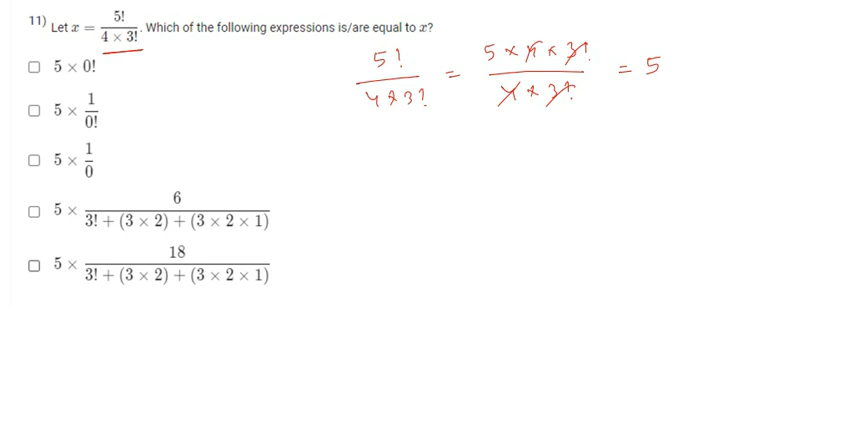 11) Let x = 5! / (4 × 3!). Which of the following expressions is/are equal to x?
5! / (4 × 3!) = (5 × 4 × 3!) / (4 × 3!) = 5
5 × 0!
5 × 1/0!
5 × 1/0
5 × 6 / (3! + (3 × 2) + (3 × 2 × 1))
5 × 18 / (3! + (3 × 2) + (3 × 2 × 1))